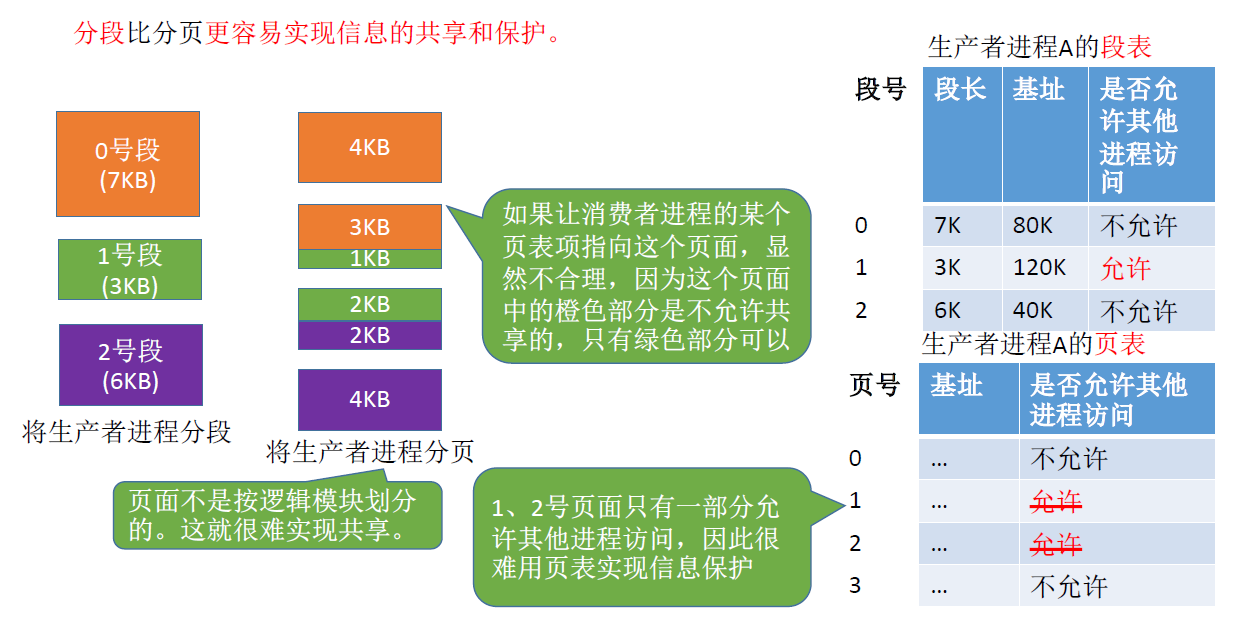 分段比分页更容易实现信息的共享和保护。
0号段
(7KB)
1号段
(3KB)
2号段
(6KB)
将生产者进程分段
4KB
3KB
1KB
2KB
2KB
4KB
将生产者进程分页
如果让消费者进程的某个
页表项指向这个页面，显
然不合理，因为这个页面
中的橙色部分是不允许共
享的，只有绿色部分可以
页面不是按逻辑模块划分
的。这就很难实现共享。
1、2号页面只有一部分允
许其他进程访问，因此很
难用页表实现信息保护
生产者进程A的段表
段号 段长 基址 是否允
许其他
进程访
问
0 7K 80K 不允许
1 3K 120K 允许
2 6K 40K 不允许
生产者进程A的页表
页号 基址 是否允许其他
进程访问
0 … 不允许
1 … 允许
2 … 允许
3 … 不允许